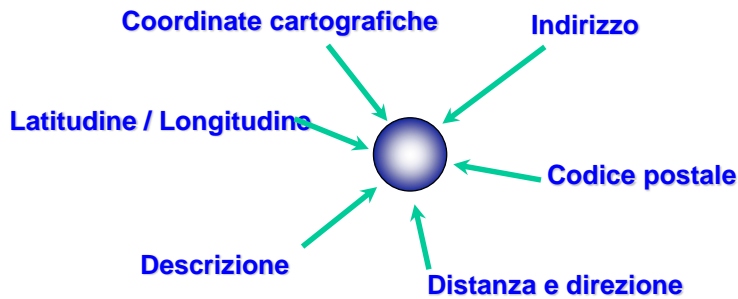 Coordinate cartografiche
Indirizzo
Latitudine / Longitudine
Codice postale
Descrizione
Distanza e direzione